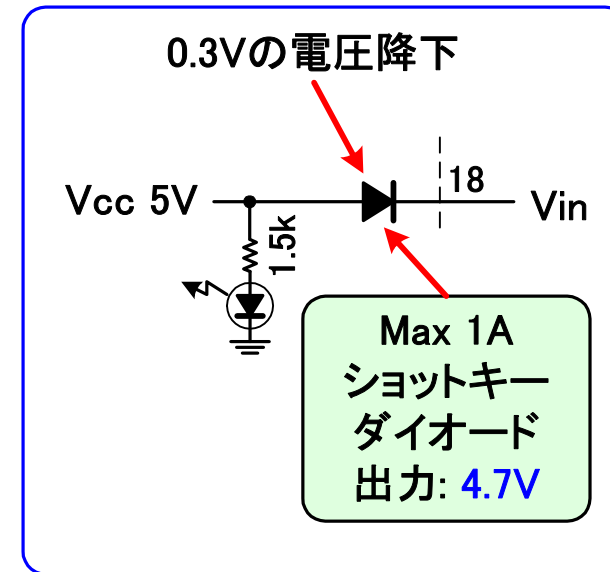 0.3Vの電圧降下
18
Vcc 5V
Vin
1.5k
Max 1A
ショットキー
ダイオード
出力: 4.7V